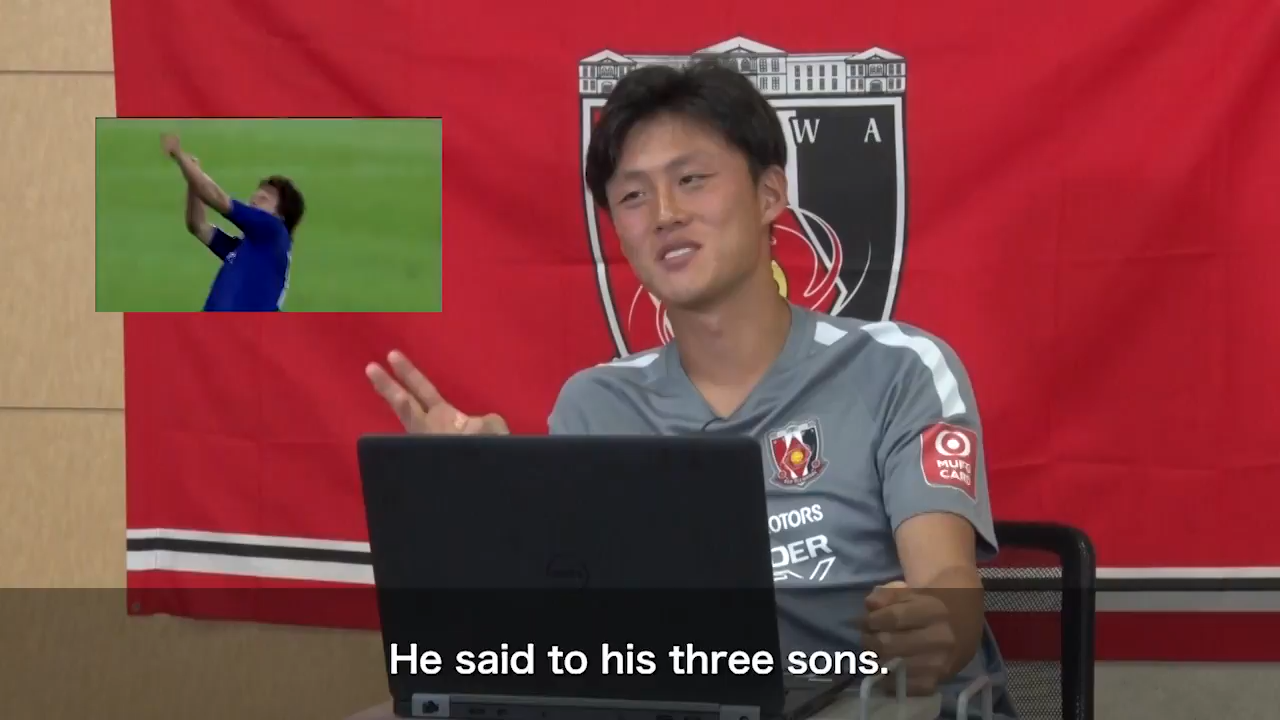 W A
MUFG
CARD
OTORS
DER
He said to his three sons.